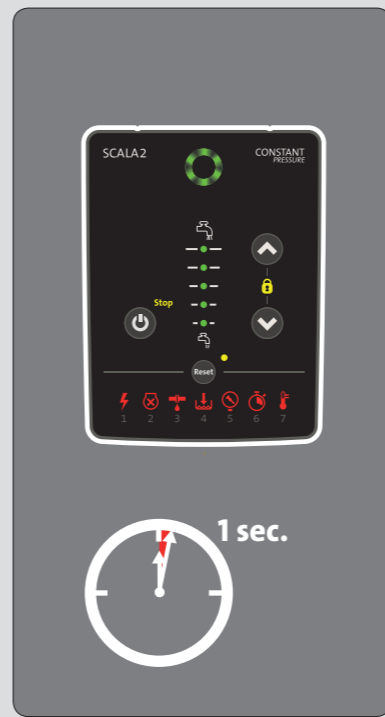 SCALA2
CONSTANT
PRESSURE
Stop
Reset
1 2 3 4 5 6 7
1 sec.